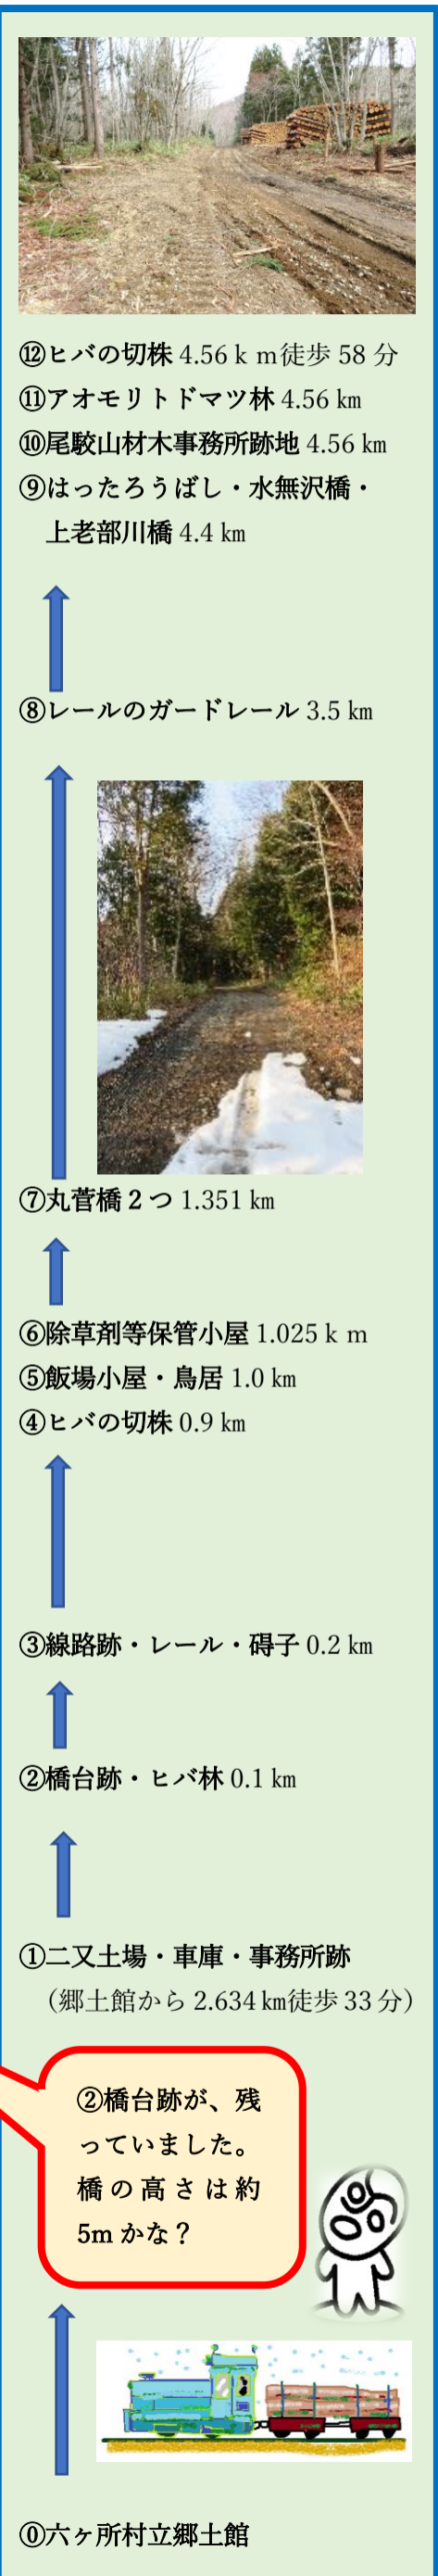 ⑫ヒバの切株 4.56ｋｍ徒歩 58 分
⑪アオモリトドマツ林 4.56 ㎞
⑩尾駮山材木事務所跡地 4.56 ㎞
⑨はったろうばし・水無沢橋・
上老部川橋 4.4 ㎞
⑧レールのガードレール 3.5 ㎞
⑦丸菅橋 2 つ 1.351 ㎞
⑥除草剤等保管小屋 1.025ｋｍ
⑤飯場小屋・鳥居 1.0 ㎞
④ヒバの切株 0.9 ㎞
③線路跡・レール・碍子 0.2 ㎞
②橋台跡・ヒバ林 0.1 ㎞
①二又土場・車庫・事務所跡
（郷土館から 2.634 ㎞徒歩 33 分）
②橋台跡が、残
っていました。
橋の高さは約
5m かな？
⓪六ヶ所村立郷土館